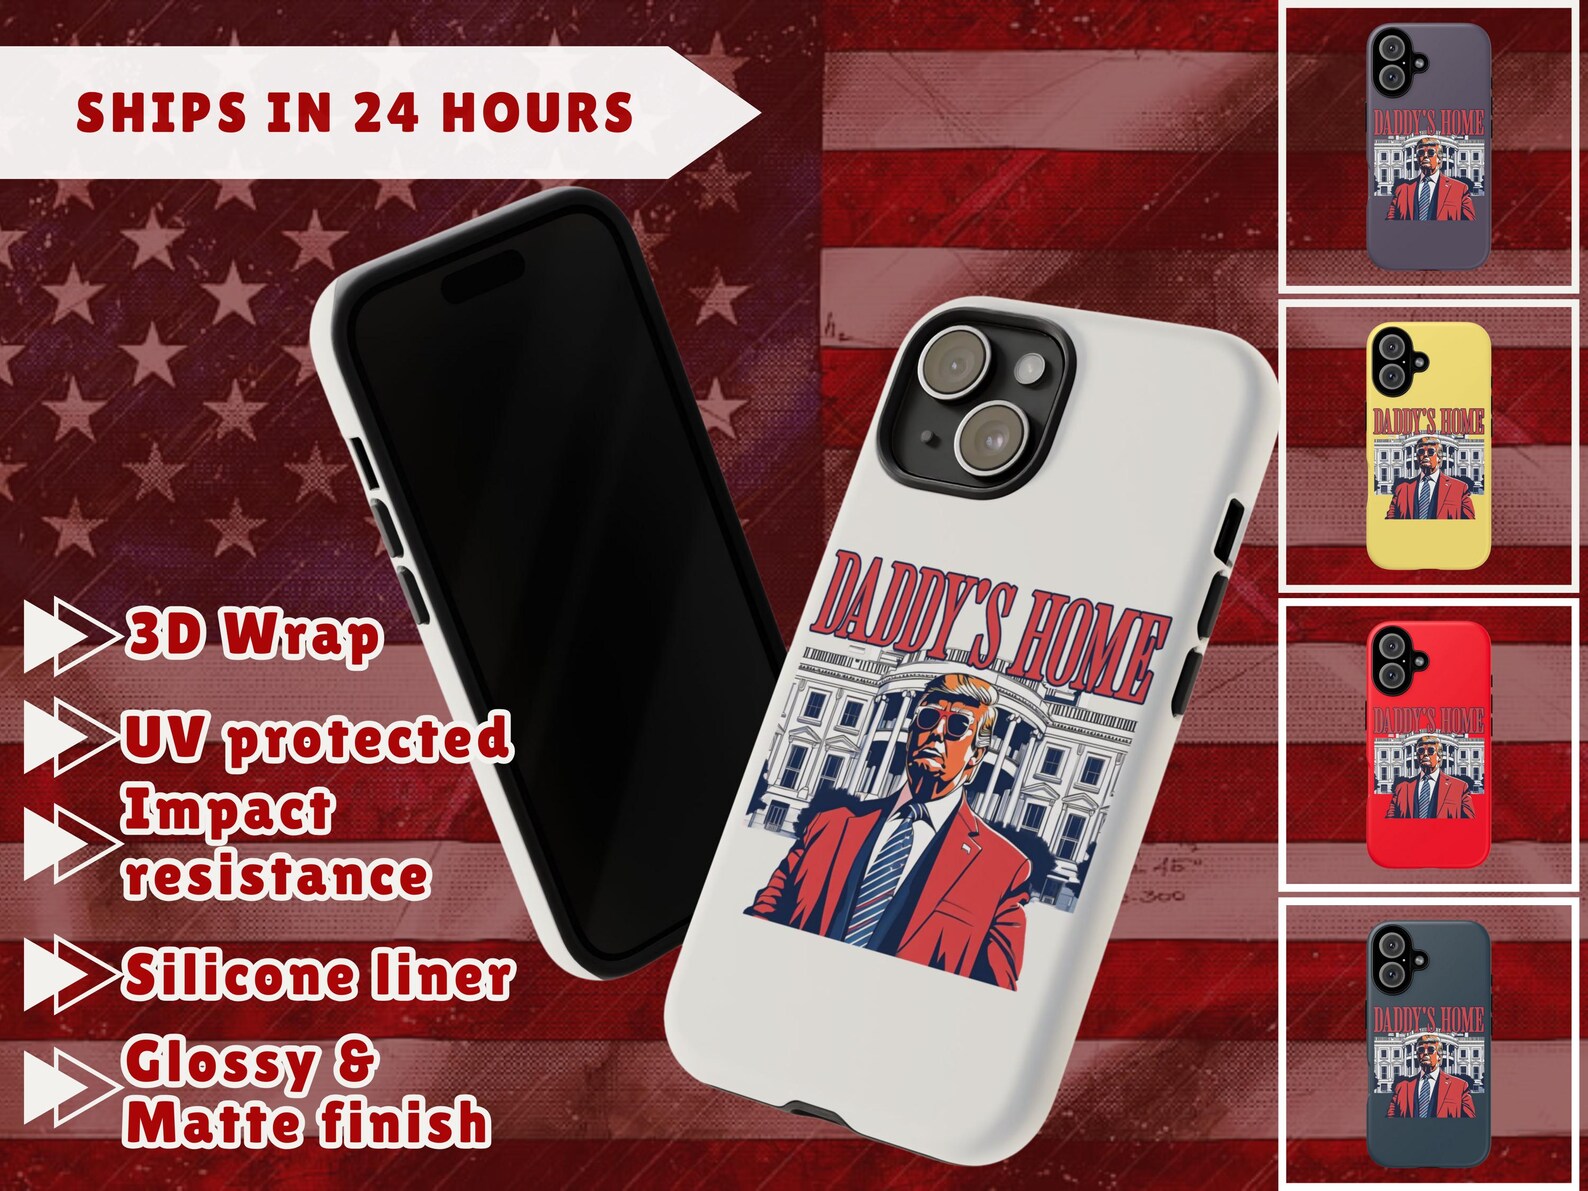 SHIPS IN 24 HOURS
3D Wrap
UV protected
Impact
resistance
Silicone liner
Glossy &
Matte finish
DADDY'S HOME
DADDY'S HOME
DADDY'S HOME
DADDY'S HOME
DADDY'S HOME